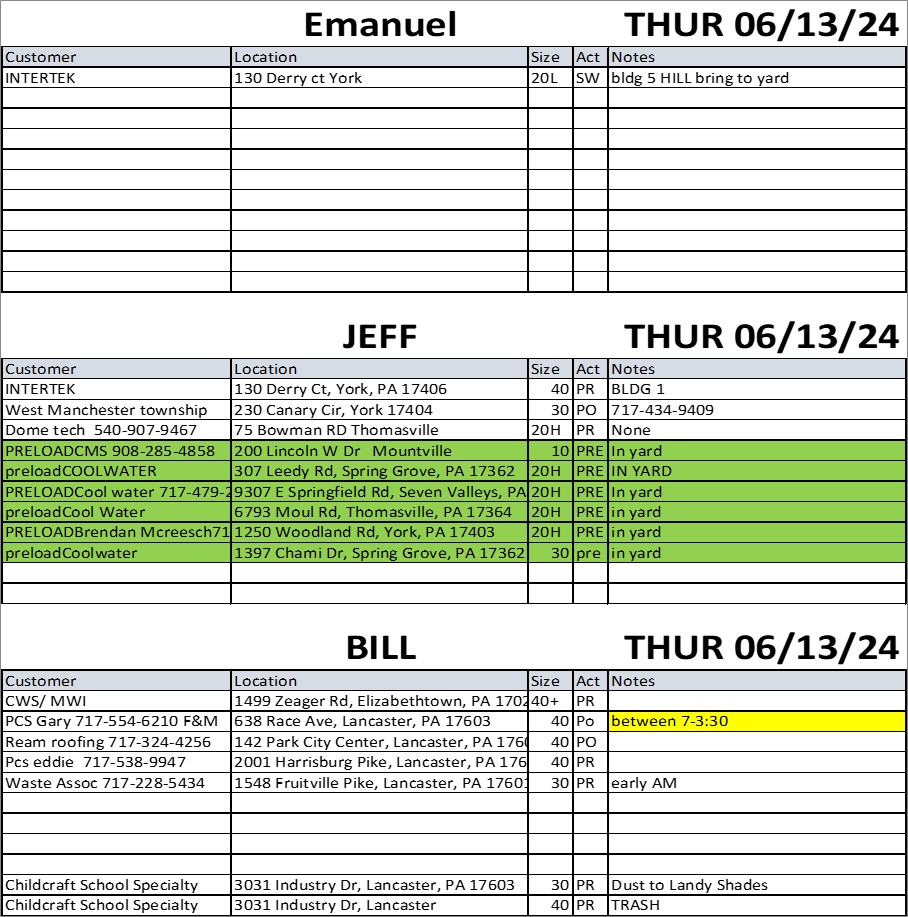 Emanuel THUR 06/13/24
Customer Location Size Act Notes
INTERTEK 130 Derry ct York 20L SW bldg 5 HILL bring to yard
JEFF THUR 06/13/24
Customer Location Size Act Notes
INTERTEK 130 Derry Ct, York, PA 17406 40 PR BLDG 1
West Manchester township 230 Canary Cir, York 17404 30 PO 717-434-9409
Dome tech 540-907-9467 75 Bowman RD Thomasville 20H PR None
PRELOADCMS 908-285-4858 200 Lincoln W Dr Mountville 10 PRE In yard
preloadCOOLWATER 307 Leedy Rd, Spring Grove, PA 17362 20H PRE IN YARD
PRELOADCool water 717-479-2 9307 E Springfield Rd, Seven Valleys, PA 20H PRE In yard
preloadCool Water 6793 Moul Rd, Thomasville, PA 17364 20H PRE in yard
PRELOADBrendan Mcreesch71 1250 Woodland Rd, York, PA 17403 20H PRE in yard
preloadCoolwater 1397 Chami Dr, Spring Grove, PA 17362 30 pre in yard
BILL THUR 06/13/24
Customer Location Size Act Notes
CWS/ MWI 1499 Zeager Rd, Elizabethtown, PA 1702 40+ PR
PCS Gary 717-554-6210 F&M 638 Race Ave, Lancaster, PA 17603 40 Po between 7-3:30
Ream roofing 717-324-4256 142 Park City Center, Lancaster, PA 1760 40 PO
Pcs eddie 717-538-9947 2001 Harrisburg Pike, Lancaster, PA 176 40 PR
Waste Assoc 717-228-5434 1548 Fruitville Pike, Lancaster, PA 17601 30 PR early AM
Childcraft School Specialty 3031 Industry Dr, Lancaster, PA 17603 30 PR Dust to Landy Shades
Childcraft School Specialty 3031 Industry Dr, Lancaster 40 PR TRASH